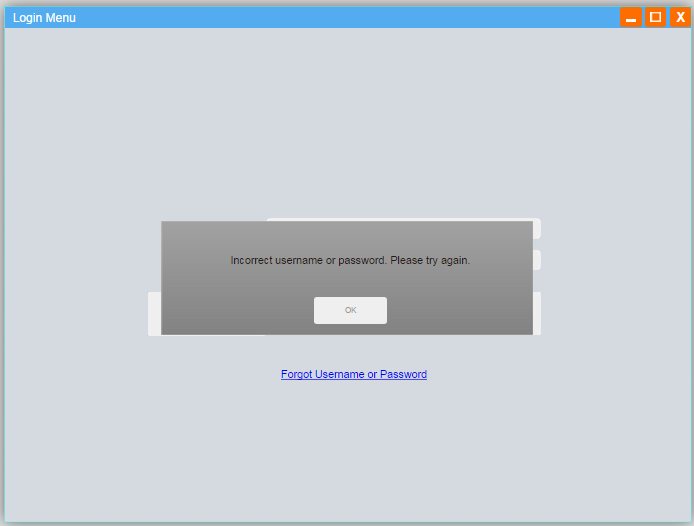 Login Menu
X
Incorrect username or password. Please try again.
OK
Forgot Username or Password